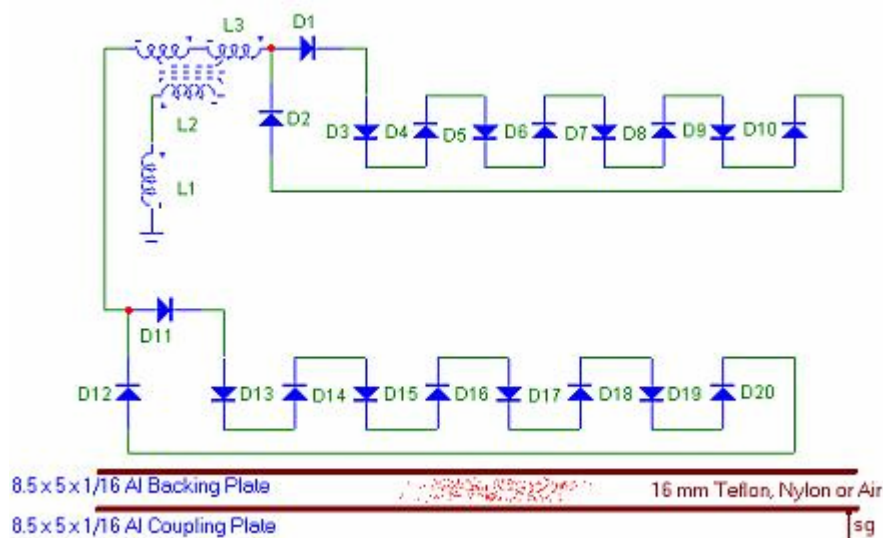 L3
D1
L2
D2
D3
D4
D5
D6
D7
D8
D9
D10
L1
D11
D12
D13
D14
D15
D16
D17
D18
D19
D20
8.5 x 5 x 1/16 Al Backing Plate
16 mm Teflon, Nylon or Air
8.5 x 5 x 1/16 Al Coupling Plate
sg